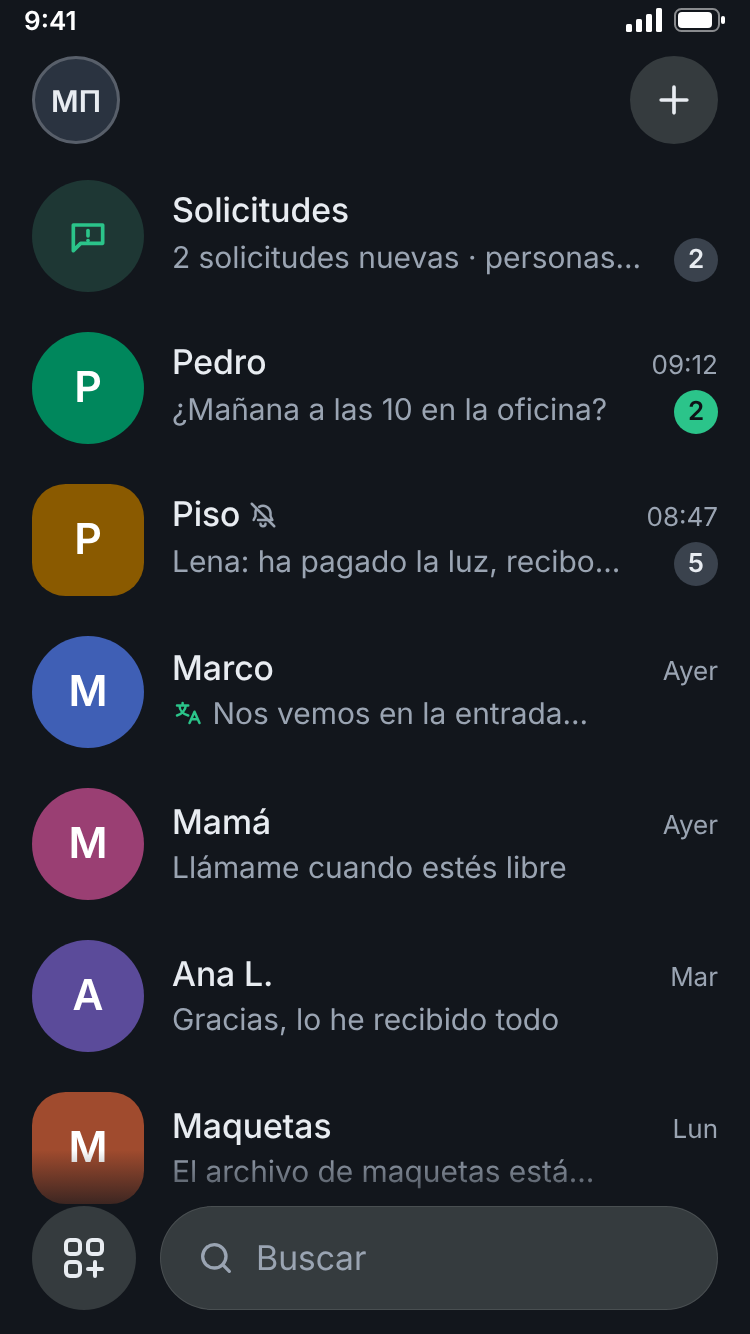 9:41
МП
Solicitudes
2 solicitudes nuevas · personas...
2
P
Pedro
09:12
¿Mañana a las 10 en la oficina?
2
P
Piso
08:47
Lena: ha pagado la luz, recibo...
5
M
Marco
Ayer
Nos vemos en la entrada...
M
Mamá
Ayer
Llámame cuando estés libre
A
Ana L.
Mar
Gracias, lo he recibido todo
M
Maquetas
Lun
El archivo de maquetas está...
Buscar